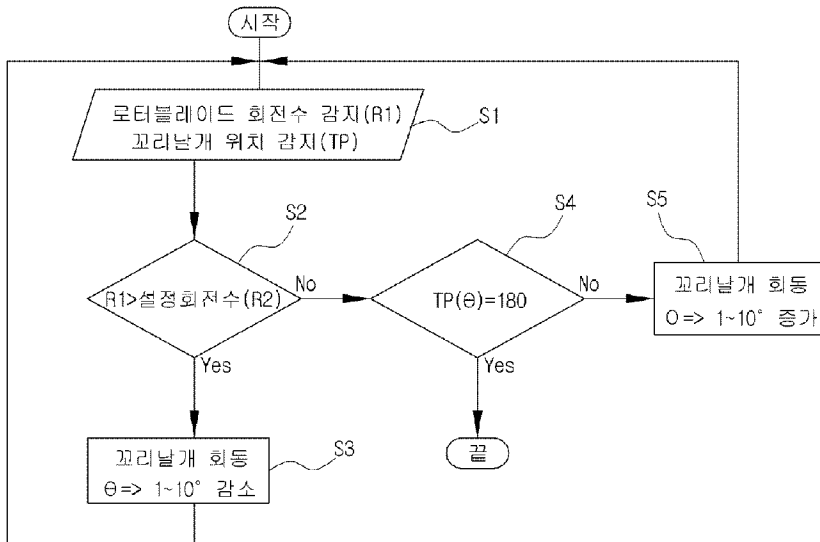 시작
로터블레이드 회전수 감지(R1)
꼬리날개 위치 감지(TP)
S1
S2
R1>설정회전수(R2)
No
Yes
S4
TP(θ)=180
No
Yes
S5
꼬리날개 회동
O=> 1~10° 증가
S3
꼬리날개 회동
θ=> 1~10° 감소
끝